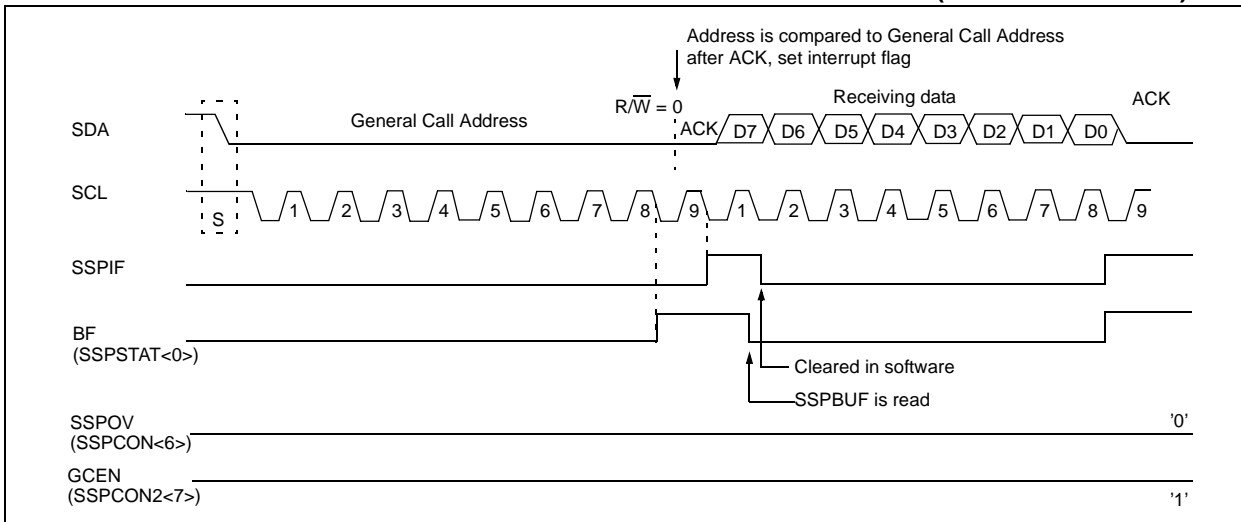 Address is compared to General Call Address
after ACK, set interrupt flag
R/W = 0
Receiving data
ACK
SDA
General Call Address
ACK
D7 D6 D5 D4 D3 D2 D1 D0
SCL
S
1 2 3 4 5 6 7 8 9 1 2 3 4 5 6 7 8 9
SSPIF
BF
(SSPSTAT<0>)
Cleared in software
SSPBUF is read
SSPOV
(SSPCON<6>)
'0'
GCEN
(SSPCON2<7>)
'1'